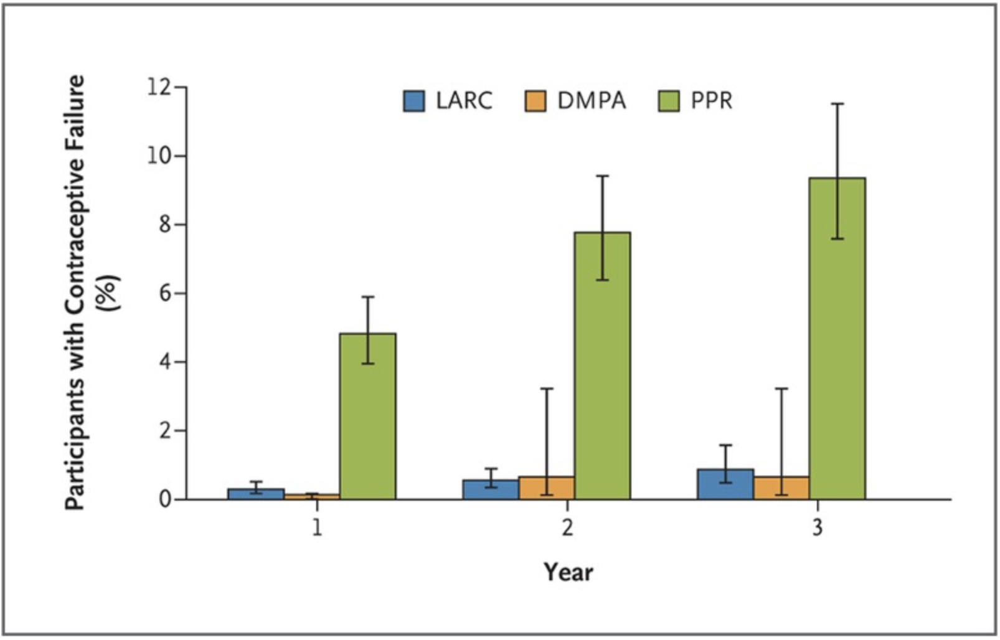 Participants with Contraceptive Failure
(%)
12
10
8
6
4
2
0
LARC DMPA PPR
1 2 3
Year